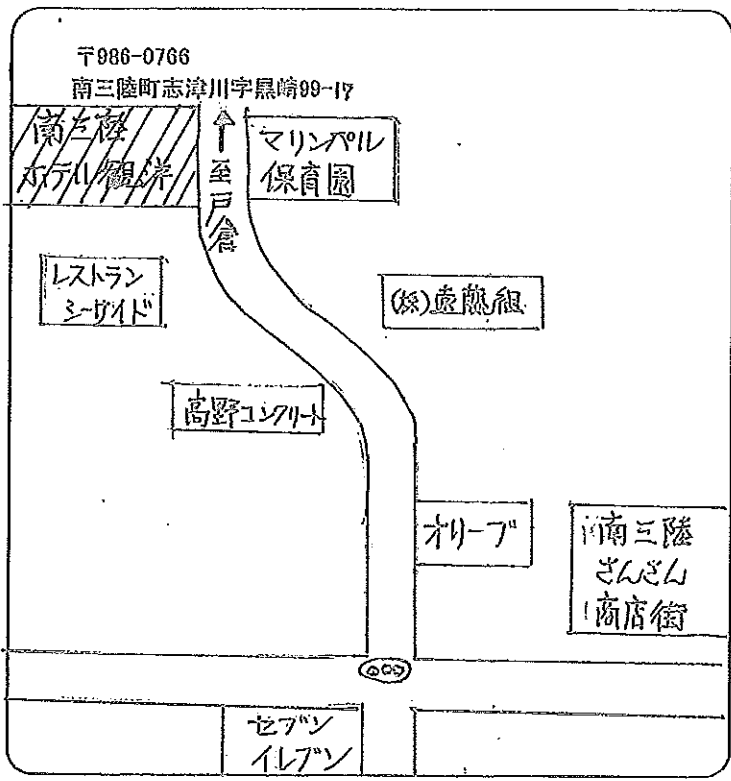 〒986-0766
南三陸町志津川字黒崎99-17
南三陸
ホテル観洋
至戸倉
マリンパル
保育園
レストラン
シーサイド
(株)遠藤組
高野コンクリート
オリーブ
南三陸
さんさん
商店街
セブン
イレブン